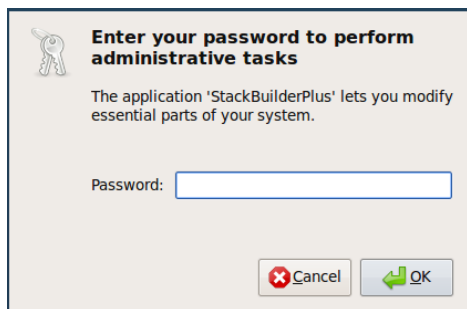 Enter your password to perform
administrative tasks
The application 'StackBuilderPlus' lets you modify
essential parts of your system.
Password:
Cancel
OK